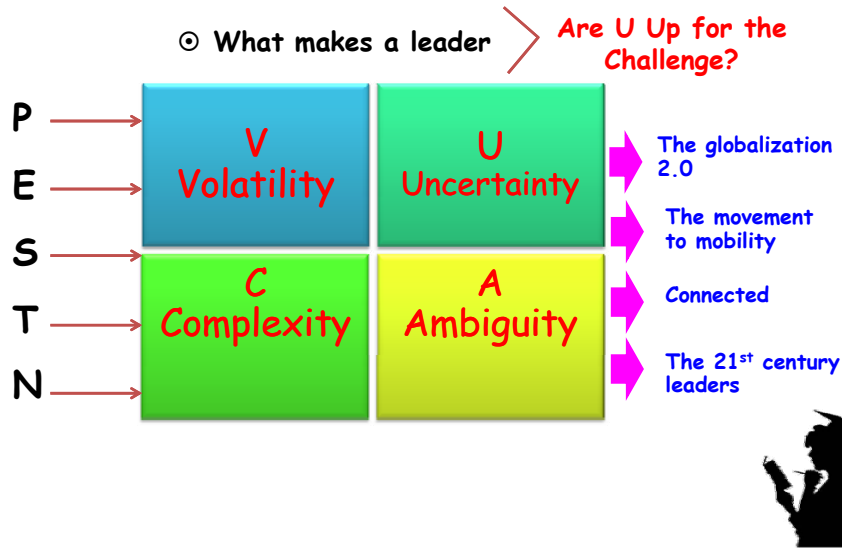 What makes a leader
Are U Up for the
Challenge?
P
E
S
T
N
V
Volatility
U
Uncertainty
C
Complexity
A
Ambiguity
The globalization
2.0
The movement
to mobility
Connected
The 21st century
leaders